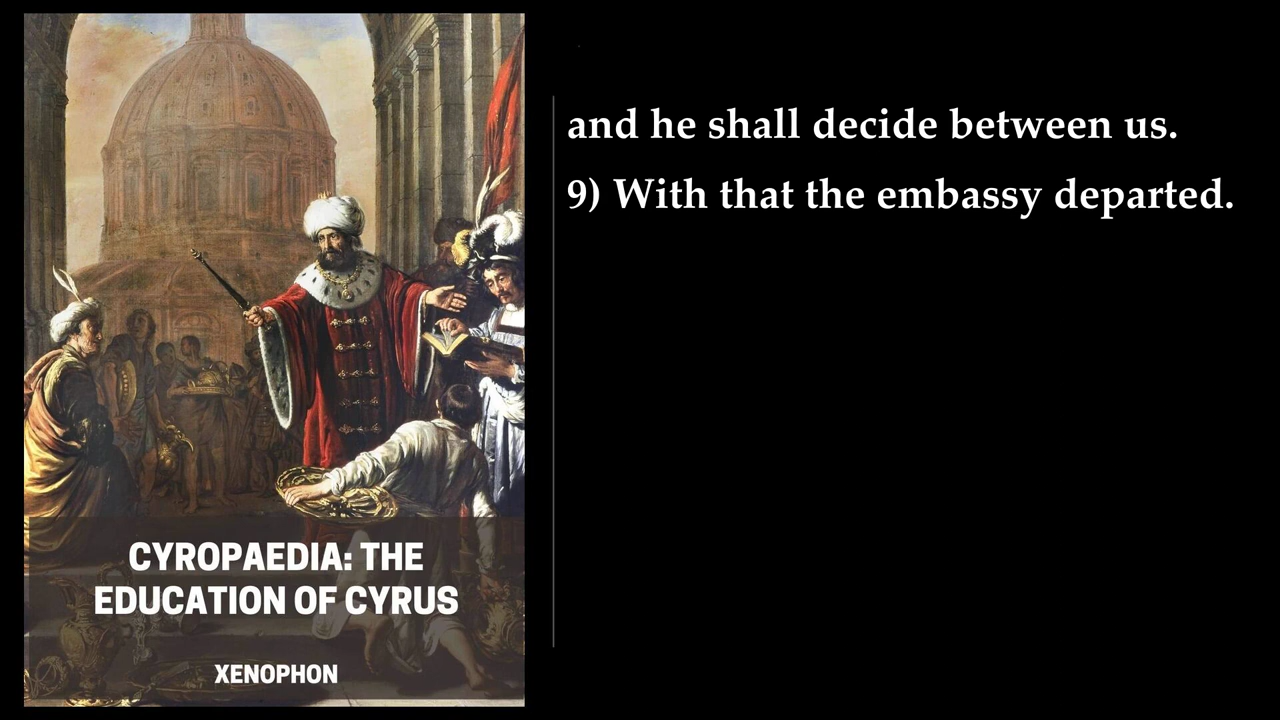 and he shall decide between us.
9) With that the embassy departed.
CYROPAEDIA: THE
EDUCATION OF CYRUS
XENOPHON